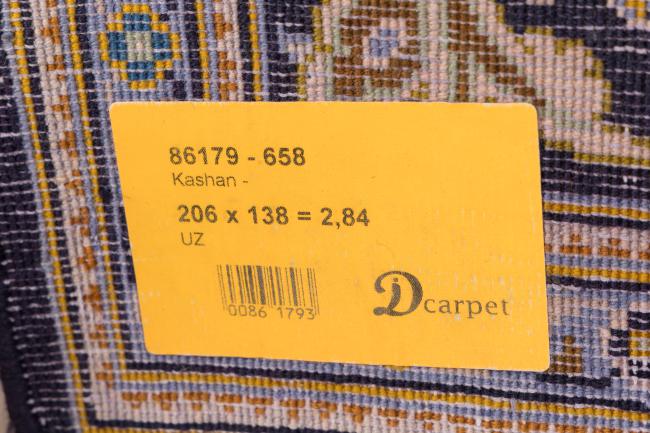 86179 - 658
Kashan -
206 x 138 = 2,84
UZ
0086 1793
D carpet